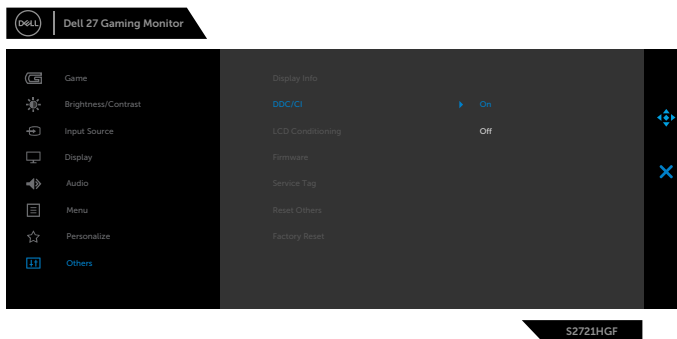 DELL
Dell 27 Gaming Monitor
Game
Display Info
Brightness/Contrast
DDC/CI
On
Input Source
LCD Conditioning
Off
Display
Firmware
Audio
Service Tag
Menu
Reset Others
Personalize
Factory Reset
Others
S2721HGF